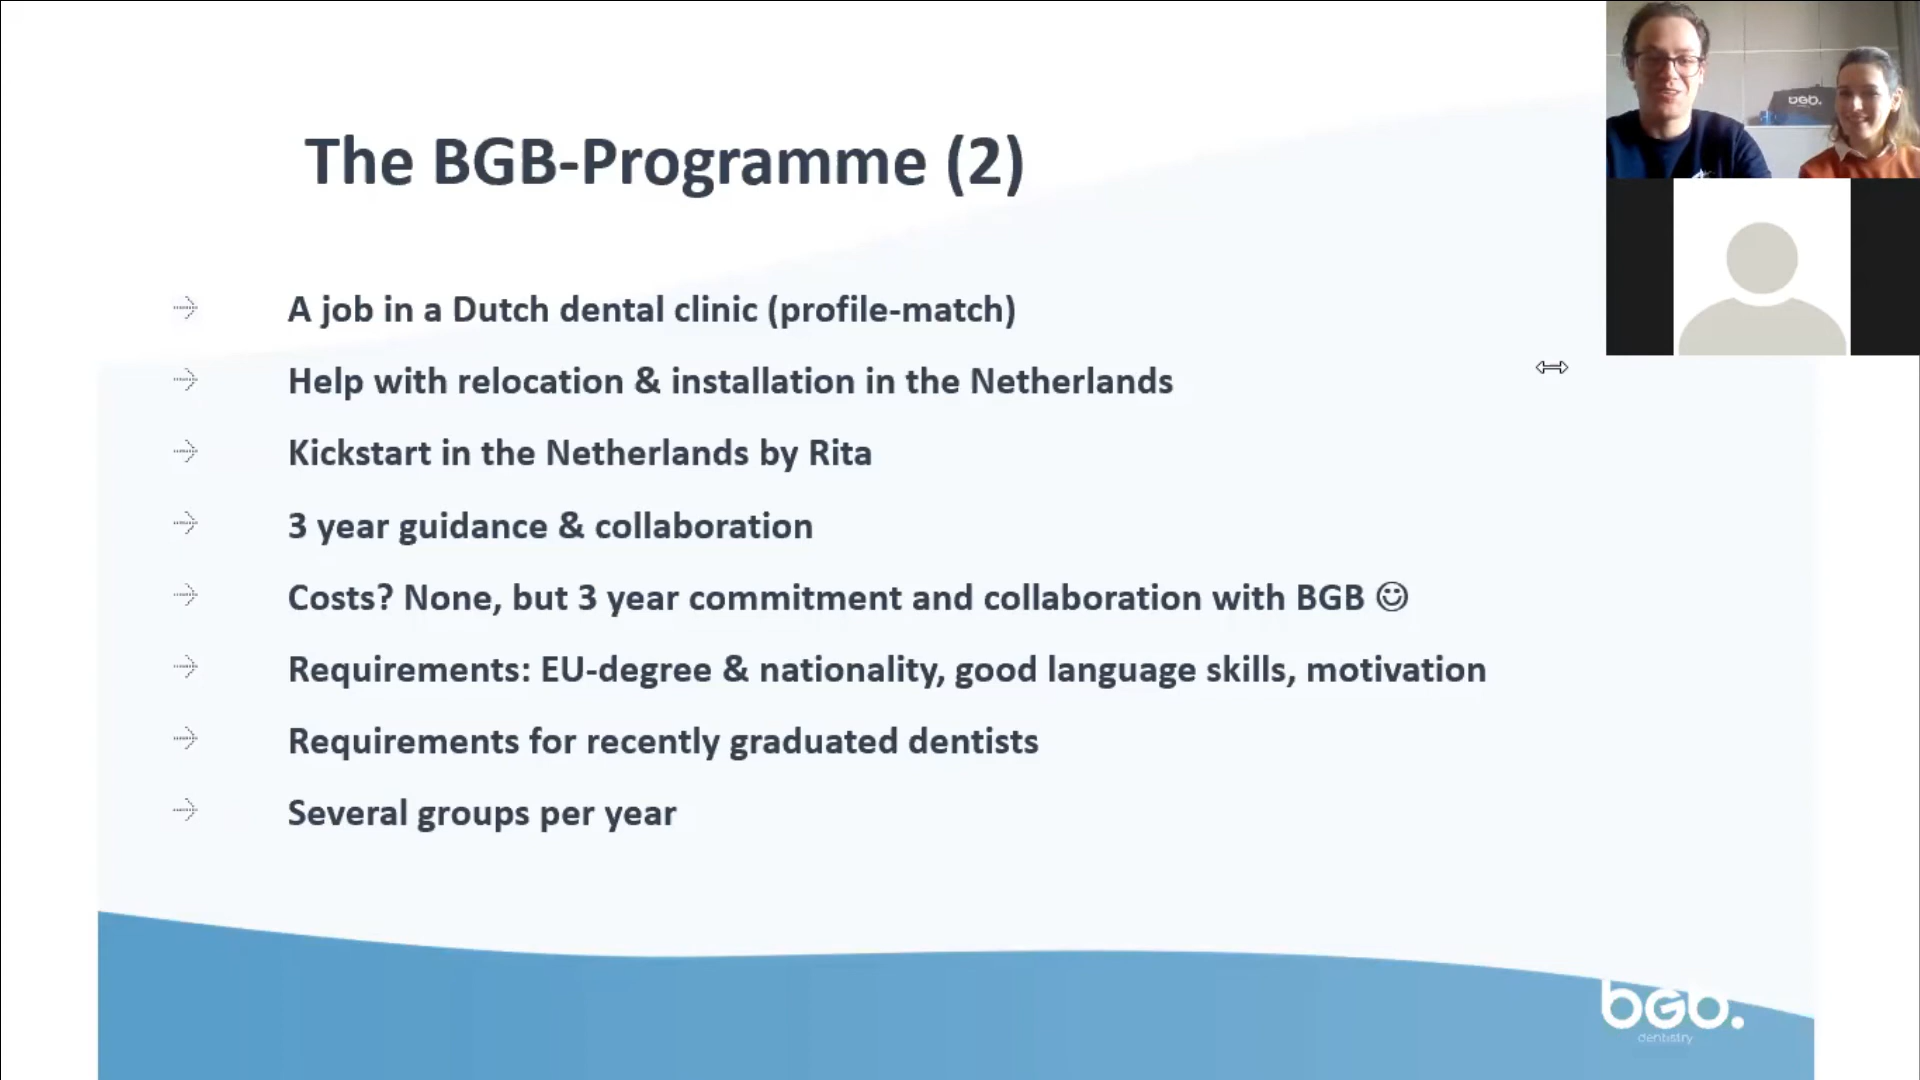 The BGB-Programme (2)
A job in a Dutch dental clinic (profile-match)
Help with relocation & installation in the Netherlands
Kickstart in the Netherlands by Rita
3 year guidance & collaboration
Costs? None, but 3 year commitment and collaboration with BGB ☺
Requirements: EU-degree & nationality, good language skills, motivation
Requirements for recently graduated dentists
Several groups per year
bGb.
dentistry
bGb.